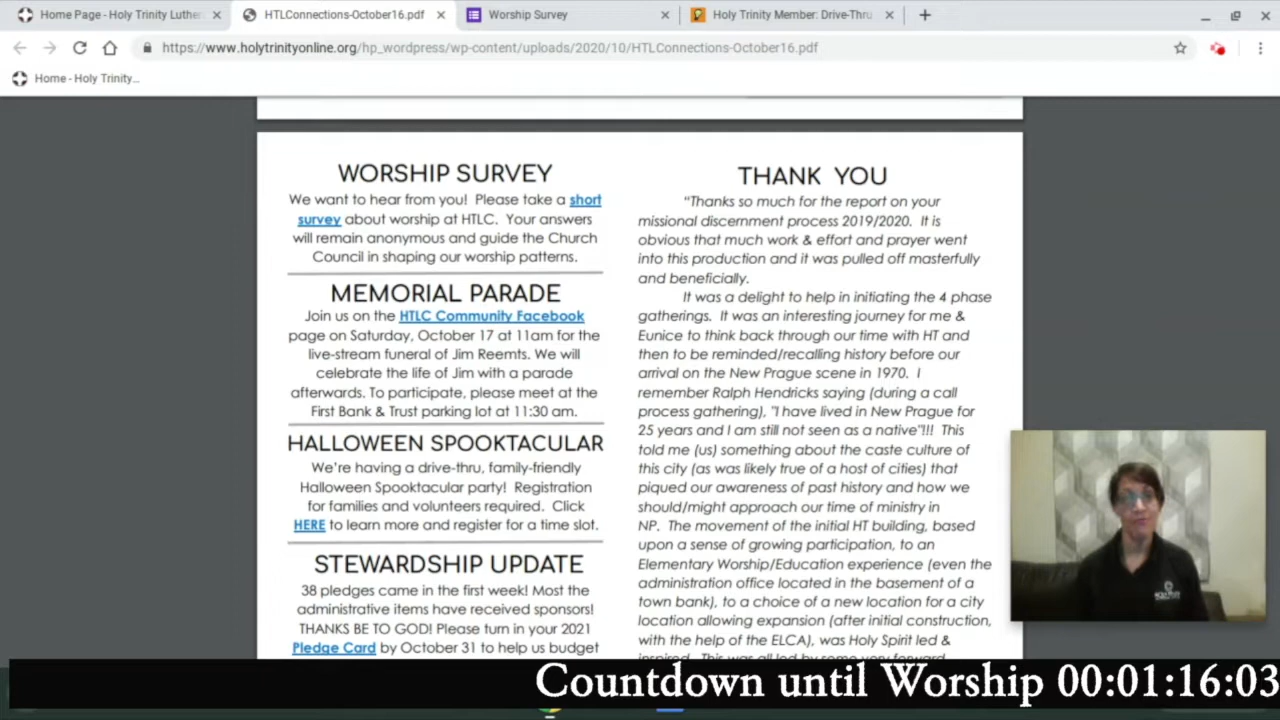 Home Page - Holy Trinity Luther
HTLConnections-October16.pdf
Worship Survey
Holy Trinity Member: Drive-Thru
https://www.holytrinityonline.org/hp_wordpress/wp-content/uploads/2020/10/HTLConnections-October16.pdf
Home - Holy Trinity...
WORSHIP SURVEY
We want to hear from you! Please take a short
survey about worship at HTLC. Your answers
will remain anonymous and guide the Church
Council in shaping our worship patterns.
MEMORIAL PARADE
Join us on the HTLC Community Facebook
page on Saturday, October 17 at 11am for the
live-stream funeral of Jim Reemts. We will
celebrate the life of Jim with a parade
afterwards. To participate, please meet at the
First Bank & Trust parking lot at 11:30 am.
HALLOWEEN SPOOKTACULAR
We're having a drive-thru, family-friendly
Halloween Spooktacular party! Registration
for families and volunteers required. Click
HERE to learn more and register for a time slot.
STEWARDSHIP UPDATE
38 pledges came in the first week! Most the
administrative items have received sponsors!
THANKS BE TO GOD! Please turn in your 2021
Pledge Card by October 31 to help us budget
THANK YOU
"Thanks so much for the report on your
missional discernment process 2019/2020. It is
obvious that much work & effort and prayer went
into this production and it was pulled off masterfully
and beneficially.
It was a delight to help in initiating the 4 phase
gatherings. It was an interesting journey for me &
Eunice to think back through our time with HT and
then to be reminded/recalling history before our
arrival on the New Prague scene in 1970. I
remember Ralph Hendricks saying (during a call
process gathering), "I have lived in New Prague for
25 years and I am still not seen as a native"!!! This
told me (us) something about the caste culture of
this city (as was likely true of a host of cities) that
piqued our awareness of past history and how we
should/might approach our time of ministry in
NP. The movement of the initial HT building, based
upon a sense of growing participation, to an
Elementary Worship/Education experience (even the
administration office located in the basement of a
town bank), to a choice of a new location for a city
location allowing expansion (after initial construction,
with the help of the ELCA), was Holy Spirit led &
inspired. This was all led by some very forward
Countdown until Worship 00:01:16:03